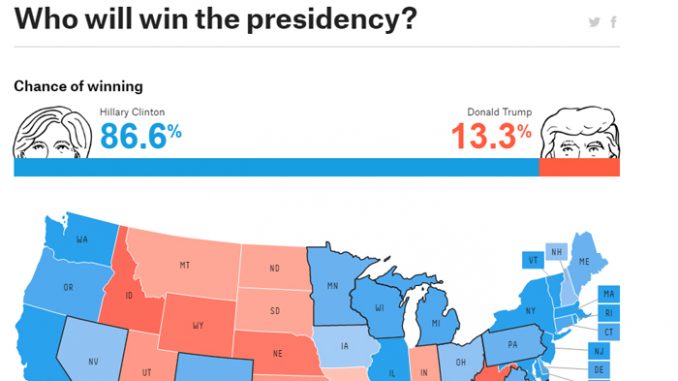 Who will win the presidency?
Chance of winning
Hillary Clinton
86.6%
Donald Trump
13.3%
WA
OR
ID
MT
WY
NV
UT
ND
SD
NE
MN
IA
WI
IL
MI
IN
OH
PA
NY
VT
NH
ME
MA
RI
CT
NJ
DE